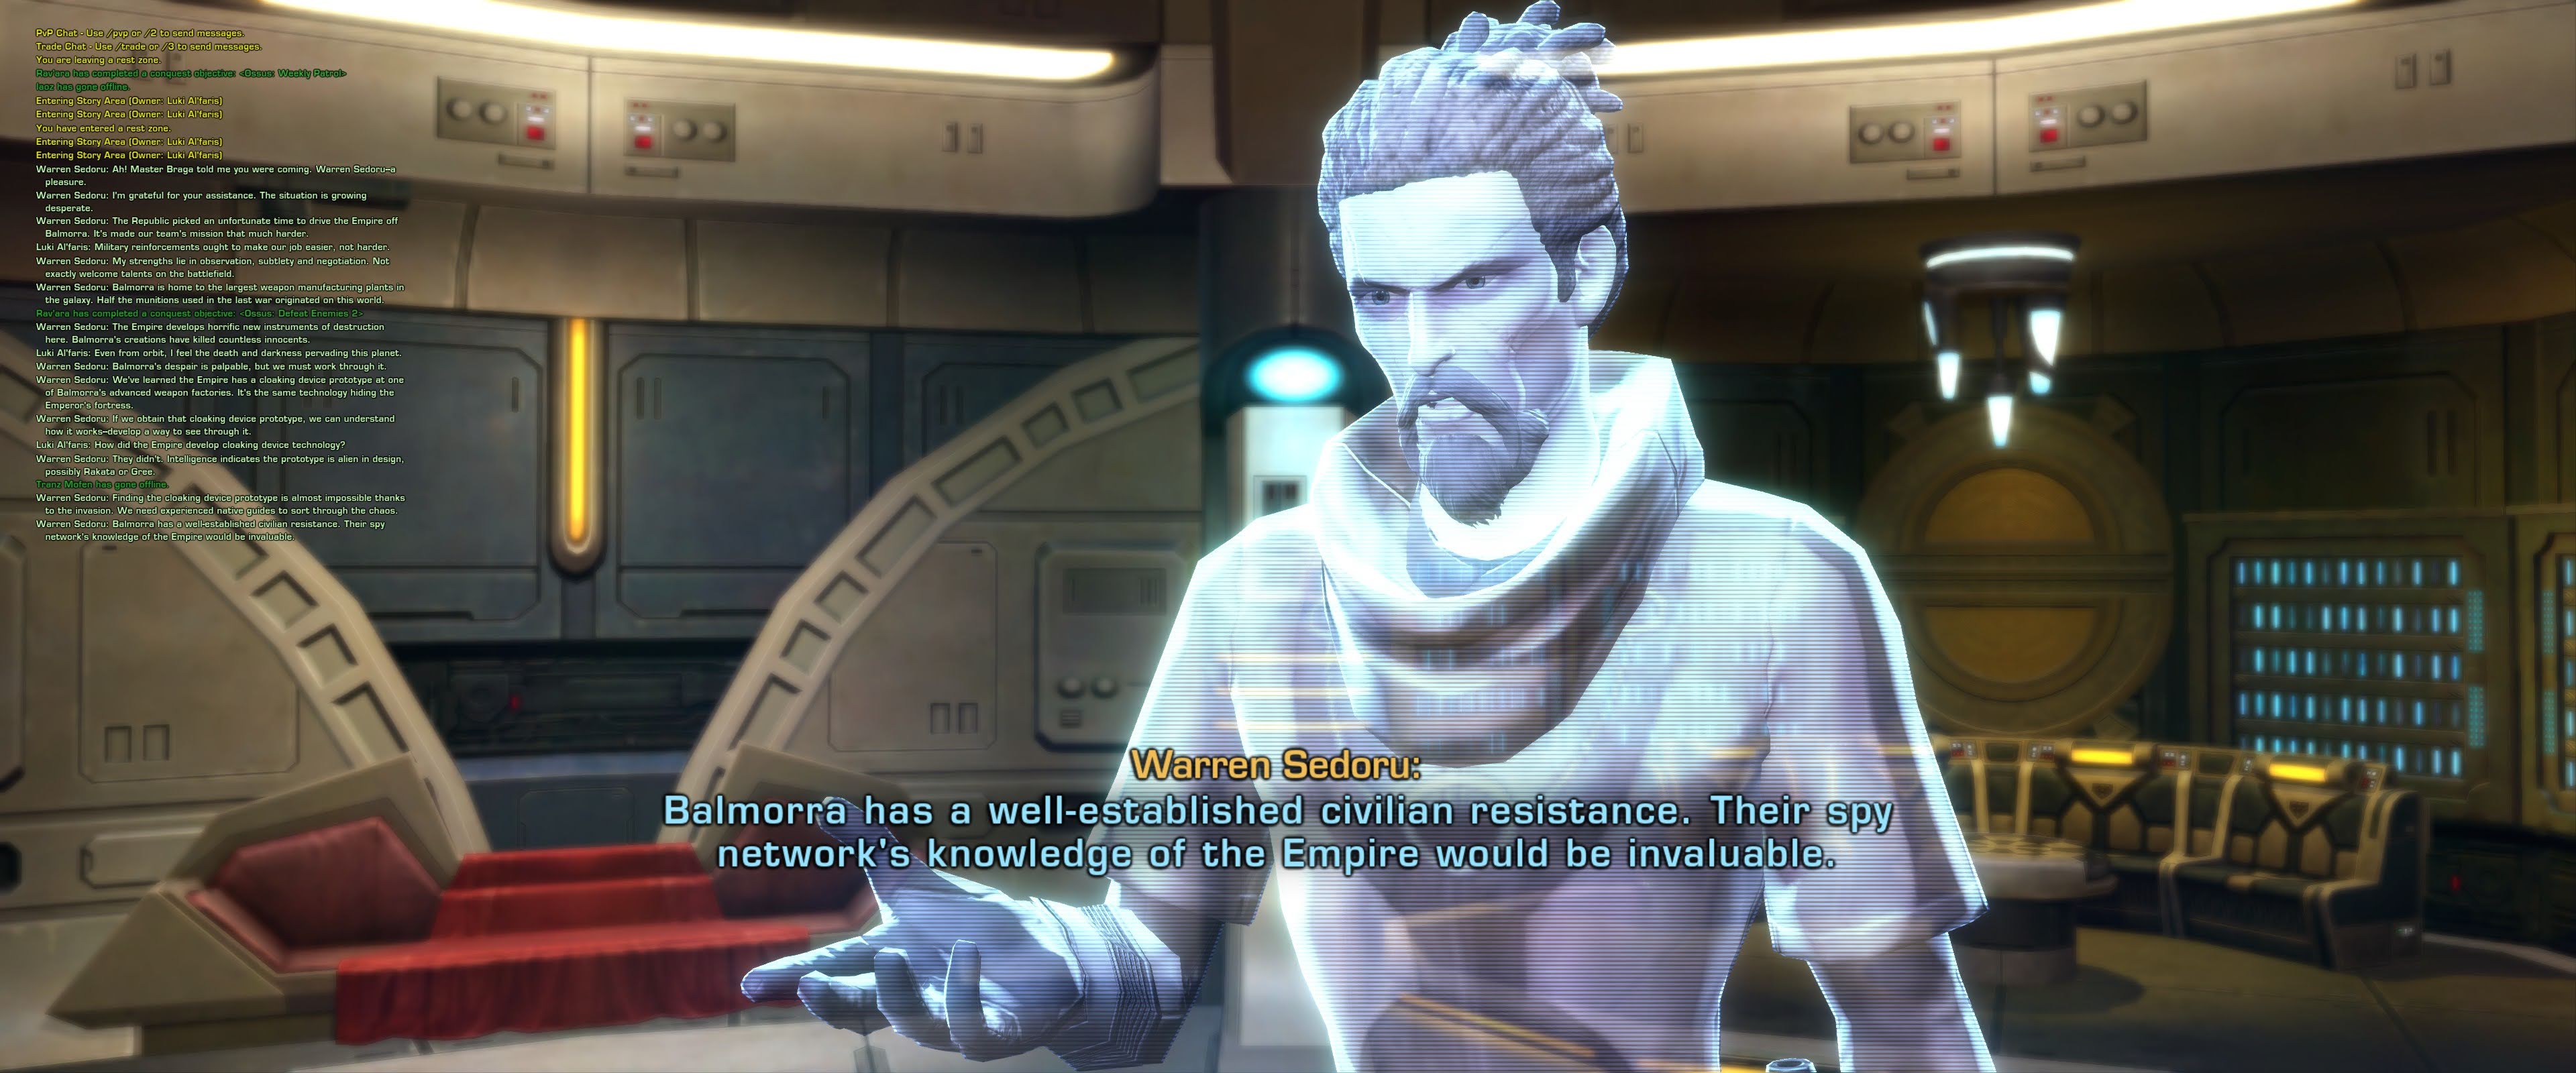 PvP Chat - Use /pvp or /2 to send messages.
Trade Chat - Use /trade or /3 to send messages.
You are leaving a rest zone.
Rav'ara has completed a conquest objective: <Ossus: Weekly Patrol>
Iaoz has gone offline.
Entering Story Area (Owner: Luki Al'faris)
Entering Story Area (Owner: Luki Al'faris)
You have entered a rest zone.
Entering Story Area (Owner: Luki Al'faris)
Entering Story Area (Owner: Luki Al'faris)
Warren Sedoru: Ah! Master Braga told me you were coming. Warren Sedoru–a
pleasure.
Warren Sedoru: I'm grateful for your assistance. The situation is growing
desperate.
Warren Sedoru: The Republic picked an unfortunate time to drive the Empire off
Balmorra. It's made our team's mission that much harder.
Luki Al'faris: Military reinforcements ought to make our job easier, not harder.
Warren Sedoru: My strengths lie in observation, subtlety and negotiation. Not
exactly welcome talents on the battlefield.
Warren Sedoru: Balmorra is home to the largest weapon manufacturing plants in
the galaxy. Half the munitions used in the last war originated on this world.
Rav'ara has completed a conquest objective: <Ossus: Defeat Enemies 2>
Warren Sedoru: The Empire develops horrific new instruments of destruction
here. Balmorra's creations have killed countless innocents.
Luki Al'faris: Even from orbit, I feel the death and darkness pervading this planet.
Warren Sedoru: Balmorra's despair is palpable, but we must work through it.
Warren Sedoru: We've learned the Empire has a cloaking device prototype at one
of Balmorra's advanced weapon factories. It's the same technology hiding the
Emperor's fortress.
Warren Sedoru: If we obtain that cloaking device prototype, we can understand
how it works–develop a way to see through it.
Luki Al'faris: How did the Empire develop cloaking device technology?
Warren Sedoru: They didn't. Intelligence indicates the prototype is alien in design,
possibly Rakata or Gree.
Tranz Mofen has gone offline.
Warren Sedoru: Finding the cloaking device prototype is almost impossible thanks
to the invasion. We need experienced native guides to sort through the chaos.
Warren Sedoru: Balmorra has a well-established civilian resistance. Their spy
network's knowledge of the Empire would be invaluable.
Warren Sedoru:
Balmorra has a well-established civilian resistance. Their spy
network's knowledge of the Empire would be invaluable.